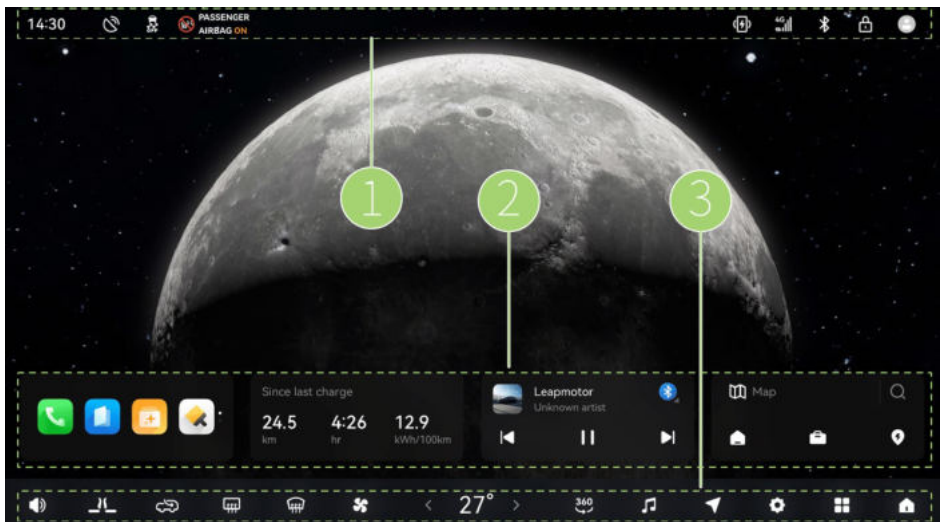 14:30
PASSENGER
AIRBAG ON
4G
1
2
3
Since last charge
24.5 4:26 12.9
km hr kWh/100km
Leapmotor
Unknown artist
Map
27°
360